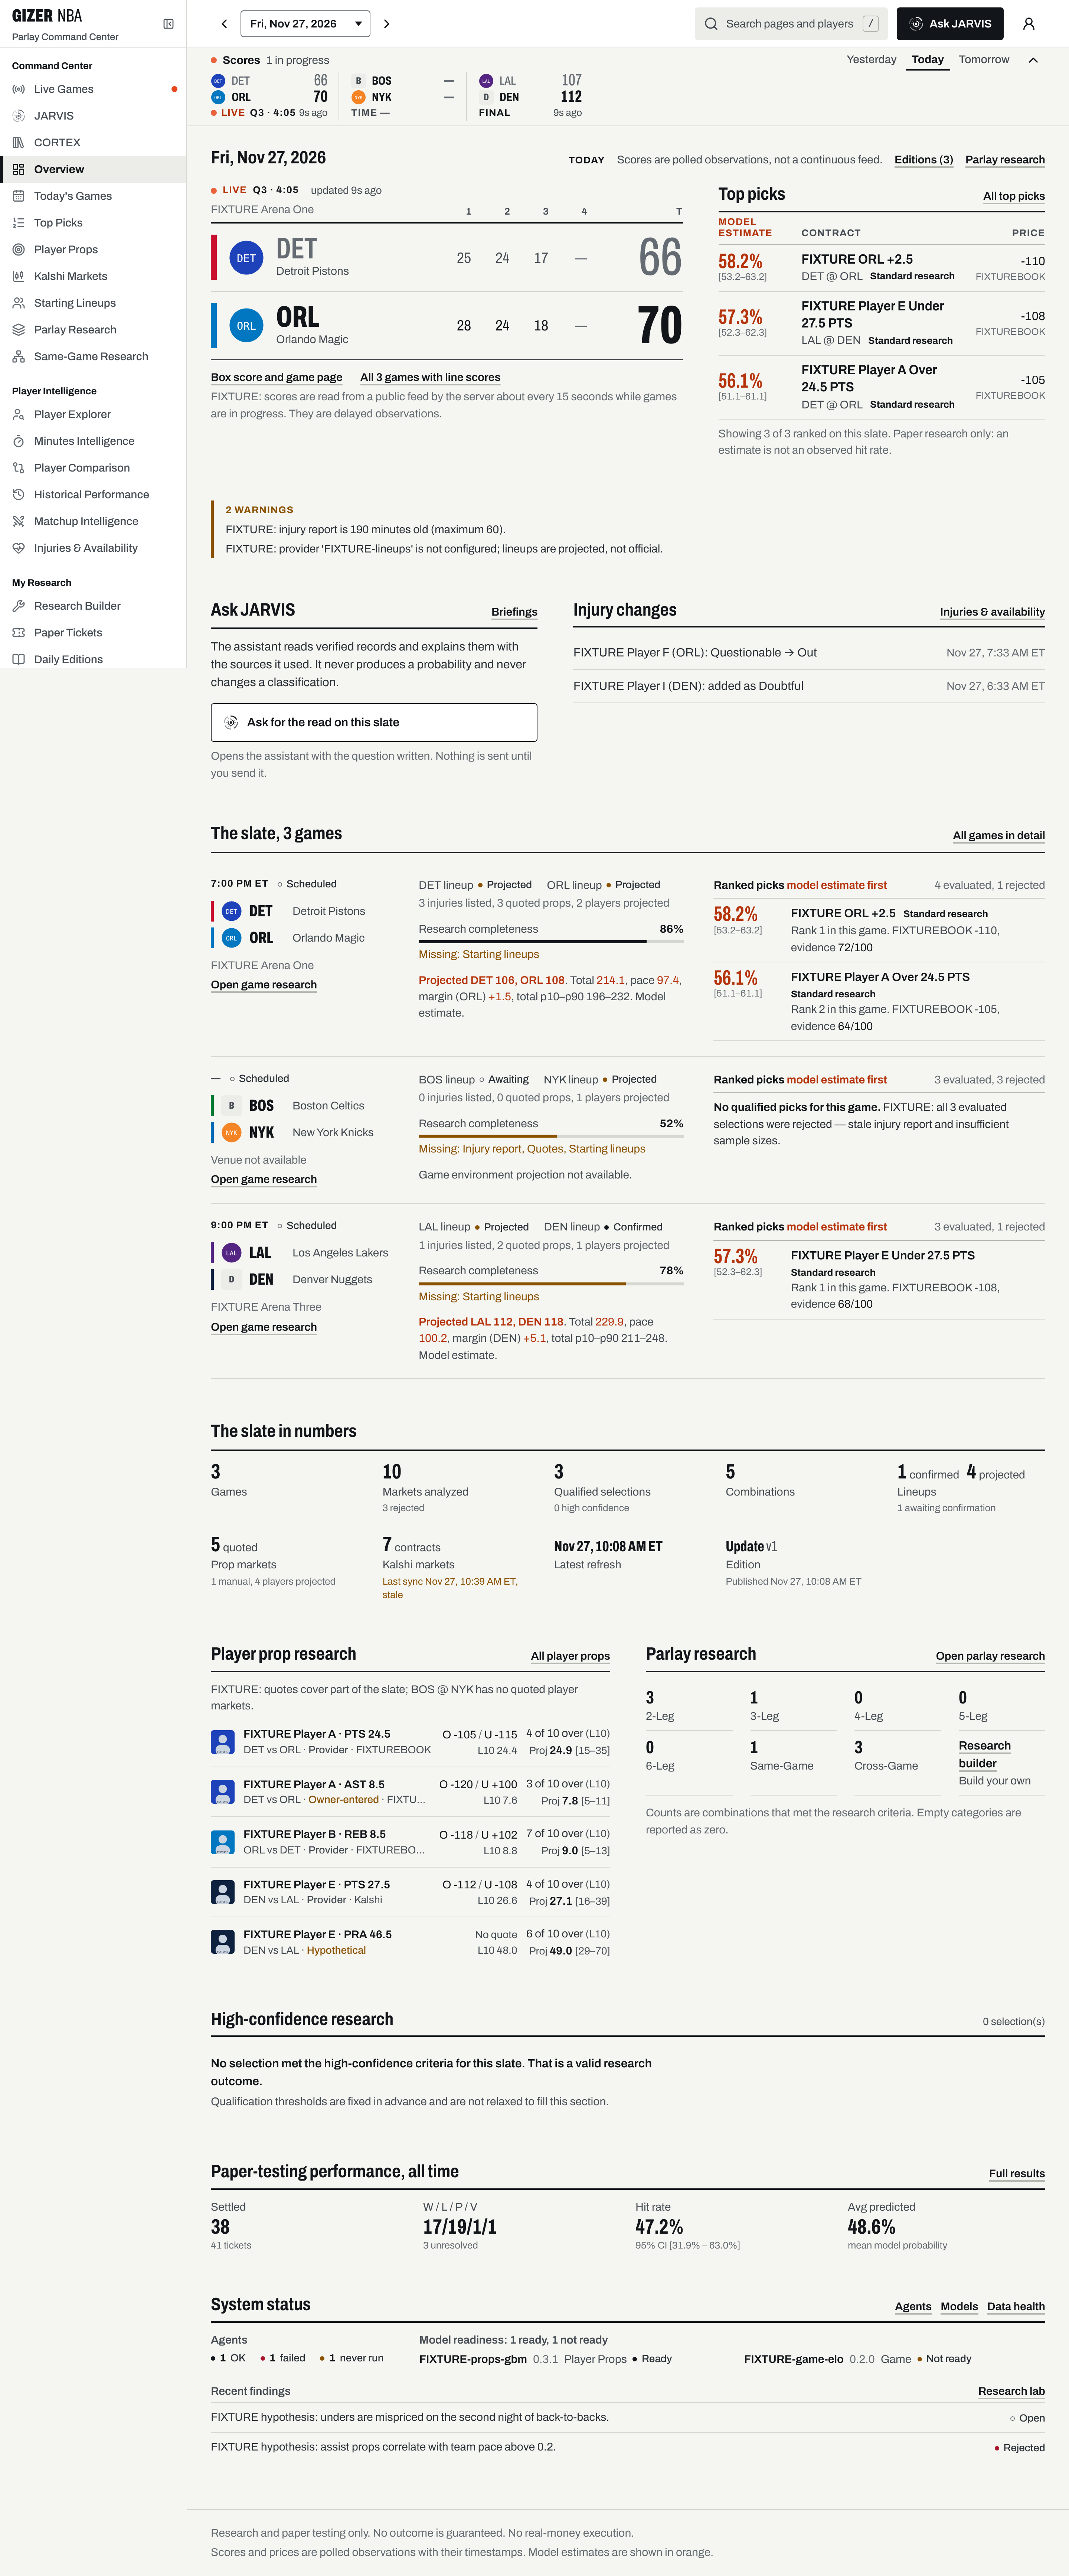 GIZER NBA
Parlay Command Center
Command Center
Live Games
JARVIS
CORTEX
Overview
Today's Games
Top Picks
Player Props
Kalshi Markets
Starting Lineups
Parlay Research
Same-Game Research
Player Intelligence
Player Explorer
Minutes Intelligence
Player Comparison
Historical Performance
Matchup Intelligence
Injuries & Availability
My Research
Research Builder
Paper Tickets
Daily Editions
Fri, Nov 27, 2026
Search pages and players /
Ask JARVIS
Scores 1 in progress
Yesterday Today Tomorrow
DET DET 66
ORL ORL 70
LIVE Q3 · 4:05 9s ago
B BOS —
NYK NYK —
TIME —
LAL LAL 107
D DEN 112
FINAL 9s ago
Fri, Nov 27, 2026
TODAY Scores are polled observations, not a continuous feed. Editions (3) Parlay research
LIVE Q3 · 4:05 updated 9s ago
FIXTURE Arena One 1 2 3 4 T
DET DET 25 24 17 — 66
Detroit Pistons
ORL ORL 28 24 18 — 70
Orlando Magic
Box score and game page All 3 games with line scores
FIXTURE: scores are read from a public feed by the server about every 15 seconds while games
are in progress. They are delayed observations.
Top picks All top picks
MODEL
ESTIMATE CONTRACT PRICE
58.2% FIXTURE ORL +2.5 -110
[53.2–63.2] DET @ ORL Standard research FIXTUREBOOK
57.3% FIXTURE Player E Under
27.5 PTS -108
[52.3–62.3] LAL @ DEN Standard research FIXTUREBOOK
56.1% FIXTURE Player A Over
24.5 PTS -105
[51.1–61.1] DET @ ORL Standard research FIXTUREBOOK
Showing 3 of 3 ranked on this slate. Paper research only: an
estimate is not an observed hit rate.
2 WARNINGS
FIXTURE: injury report is 190 minutes old (maximum 60).
FIXTURE: provider 'FIXTURE-lineups' is not configured; lineups are projected, not official.
Ask JARVIS Briefings
The assistant reads verified records and explains them with
the sources it used. It never produces a probability and never
changes a classification.
Ask for the read on this slate
Opens the assistant with the question written. Nothing is sent until
you send it.
Injury changes Injuries & availability
FIXTURE Player F (ORL): Questionable → Out Nov 27, 7:33 AM ET
FIXTURE Player I (DEN): added as Doubtful Nov 27, 6:33 AM ET
The slate, 3 games All games in detail
7:00 PM ET Scheduled
DET DET Detroit Pistons
ORL ORL Orlando Magic
FIXTURE Arena One
Open game research
DET lineup Projected ORL lineup Projected
3 injuries listed, 3 quoted props, 2 players projected
Research completeness 86%
Missing: Starting lineups
Projected DET 106, ORL 108. Total 214.1, pace 97.4,
margin (ORL) +1.5, total p10–p90 196–232. Model
estimate.
Ranked picks model estimate first 4 evaluated, 1 rejected
58.2% FIXTURE ORL +2.5 Standard research
[53.2–63.2] Rank 1 in this game. FIXTUREBOOK -110,
evidence 72/100
56.1% FIXTURE Player A Over 24.5 PTS
[51.1–61.1] Standard research
Rank 2 in this game. FIXTUREBOOK -105,
evidence 64/100
— Scheduled
B BOS Boston Celtics
NYK NYK New York Knicks
Venue not available
Open game research
BOS lineup Awaiting NYK lineup Projected
0 injuries listed, 0 quoted props, 1 players projected
Research completeness 52%
Missing: Injury report, Quotes, Starting lineups
Game environment projection not available.
Ranked picks model estimate first 3 evaluated, 3 rejected
No qualified picks for this game. FIXTURE: all 3 evaluated
selections were rejected — stale injury report and insufficient
sample sizes.
9:00 PM ET Scheduled
LAL LAL Los Angeles Lakers
D DEN Denver Nuggets
FIXTURE Arena Three
Open game research
LAL lineup Projected DEN lineup Confirmed
1 injuries listed, 2 quoted props, 1 players projected
Research completeness 78%
Missing: Starting lineups
Projected LAL 112, DEN 118. Total 229.9, pace
100.2, margin (DEN) +5.1, total p10–p90 211–248.
Model estimate.
Ranked picks model estimate first 3 evaluated, 1 rejected
57.3% FIXTURE Player E Under 27.5 PTS
[52.3–62.3] Standard research
Rank 1 in this game. FIXTUREBOOK -108,
evidence 68/100
The slate in numbers
3
Games
10
Markets analyzed
3 rejected
3
Qualified selections
0 high confidence
5
Combinations
1 confirmed 4 projected
Lineups
1 awaiting confirmation
5 quoted
Prop markets
1 manual, 4 players projected
7 contracts
Kalshi markets
Last sync Nov 27, 10:39 AM ET,
stale
Nov 27, 10:08 AM ET
Latest refresh
Update v1
Edition
Published Nov 27, 10:08 AM ET
Player prop research All player props
FIXTURE: quotes cover part of the slate; BOS @ NYK has no quoted player
markets.
FIXTURE Player A · PTS 24.5 O -105 / U -115 4 of 10 over (L10)
DET vs ORL · Provider · FIXTUREBOOK L10 24.4 Proj 24.9 [15–35]
FIXTURE Player A · AST 8.5 O -120 / U +100 3 of 10 over (L10)
DET vs ORL · Owner-entered · FIXTU... L10 7.6 Proj 7.8 [5–11]
FIXTURE Player B · REB 8.5 O -118 / U +102 7 of 10 over (L10)
ORL vs DET · Provider · FIXTUREBO... L10 8.8 Proj 9.0 [5–13]
FIXTURE Player E · PTS 27.5 O -112 / U -108 4 of 10 over (L10)
DEN vs LAL · Provider · Kalshi L10 26.6 Proj 27.1 [16–39]
FIXTURE Player E · PRA 46.5 No quote 6 of 10 over (L10)
DEN vs LAL · Hypothetical L10 48.0 Proj 49.0 [29–70]
Parlay research Open parlay research
3
2-Leg
1
3-Leg
0
4-Leg
0
5-Leg
0
6-Leg
1
Same-Game
3
Cross-Game
Research
builder
Build your own
Counts are combinations that met the research criteria. Empty categories are
reported as zero.
High-confidence research 0 selection(s)
No selection met the high-confidence criteria for this slate. That is a valid research
outcome.
Qualification thresholds are fixed in advance and are not relaxed to fill this section.
Paper-testing performance, all time Full results
Settled
38
41 tickets
W / L / P / V
17/19/1/1
3 unresolved
Hit rate
47.2%
95% CI [31.9% – 63.0%]
Avg predicted
48.6%
mean model probability
System status Agents Models Data health
Agents
1 OK 1 failed 1 never run
Model readiness: 1 ready, 1 not ready
FIXTURE-props-gbm 0.3.1 Player Props Ready
FIXTURE-game-elo 0.2.0 Game Not ready
Recent findings Research lab
FIXTURE hypothesis: unders are mispriced on the second night of back-to-backs. Open
FIXTURE hypothesis: assist props correlate with team pace above 0.2. Rejected
Research and paper testing only. No outcome is guaranteed. No real-money execution.
Scores and prices are polled observations with their timestamps. Model estimates are shown in orange.